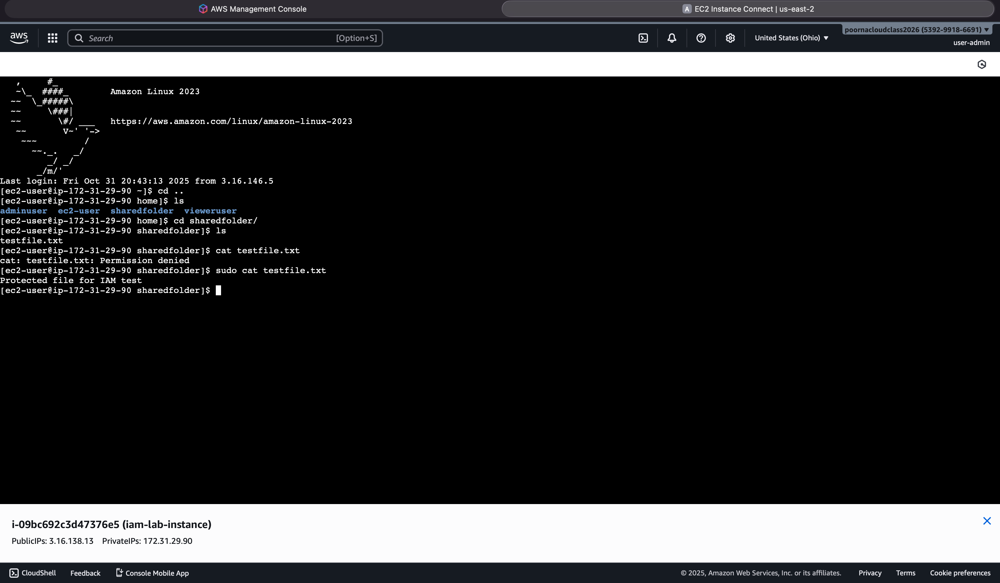 AWS Management Console
A EC2 Instance Connect | us-east-2
aws Search [Option+S] United States (Ohio) ▼ poornacloudclass2026 (5392-9918-6691) ▼
user-admin
   ,     #_
   ~\_  ####_        Amazon Linux 2023
  ~~  \_#####\
  ~~     \###|
  ~~       \#/ ___   https://aws.amazon.com/linux/amazon-linux-2023
   ~~       V~' '->
    ~~~         /
      ~~._.   _/
         _/ _/
       _/m/'
Last login: Fri Oct 31 20:43:13 2025 from 3.16.146.5
[ec2-user@ip-172-31-29-90 ~]$ cd ..
[ec2-user@ip-172-31-29-90 home]$ ls
adminuser  ec2-user  sharedfolder  vieweruser
[ec2-user@ip-172-31-29-90 home]$ cd sharedfolder/
[ec2-user@ip-172-31-29-90 sharedfolder]$ ls
testfile.txt
[ec2-user@ip-172-31-29-90 sharedfolder]$ cat testfile.txt
cat: testfile.txt: Permission denied
[ec2-user@ip-172-31-29-90 sharedfolder]$ sudo cat testfile.txt
Protected file for IAM test
[ec2-user@ip-172-31-29-90 sharedfolder]$
i-09bc692c3d47376e5 (iam-lab-instance)
PublicIPs: 3.16.138.13 PrivateIPs: 172.31.29.90
CloudShell Feedback Console Mobile App © 2025, Amazon Web Services, Inc. or its affiliates. Privacy Terms Cookie preferences